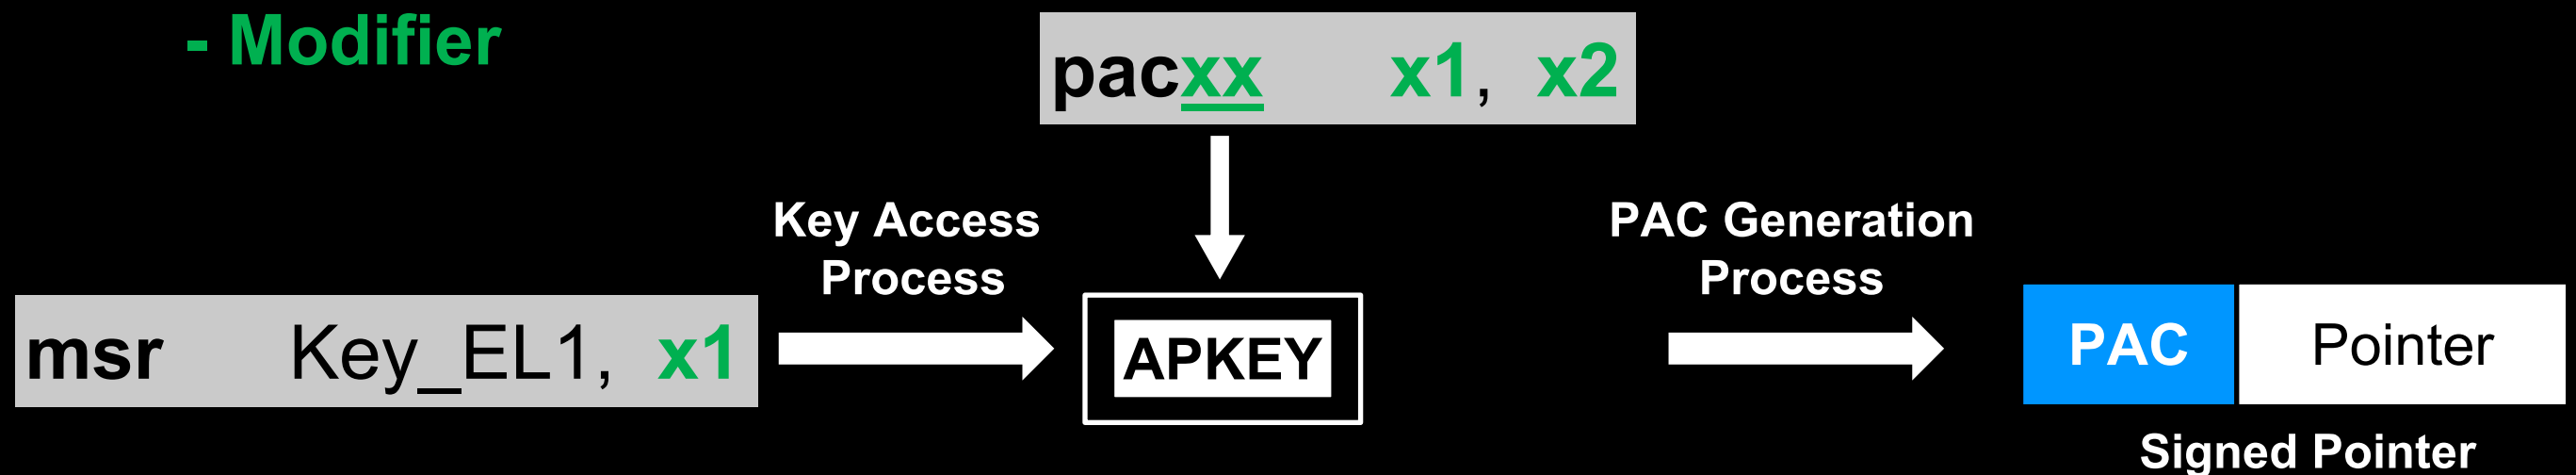 - Modifier
pacxx x1, x2
Key Access
Process
PAC Generation
Process
msr Key_EL1, x1
APKEY
PAC Pointer
Signed Pointer